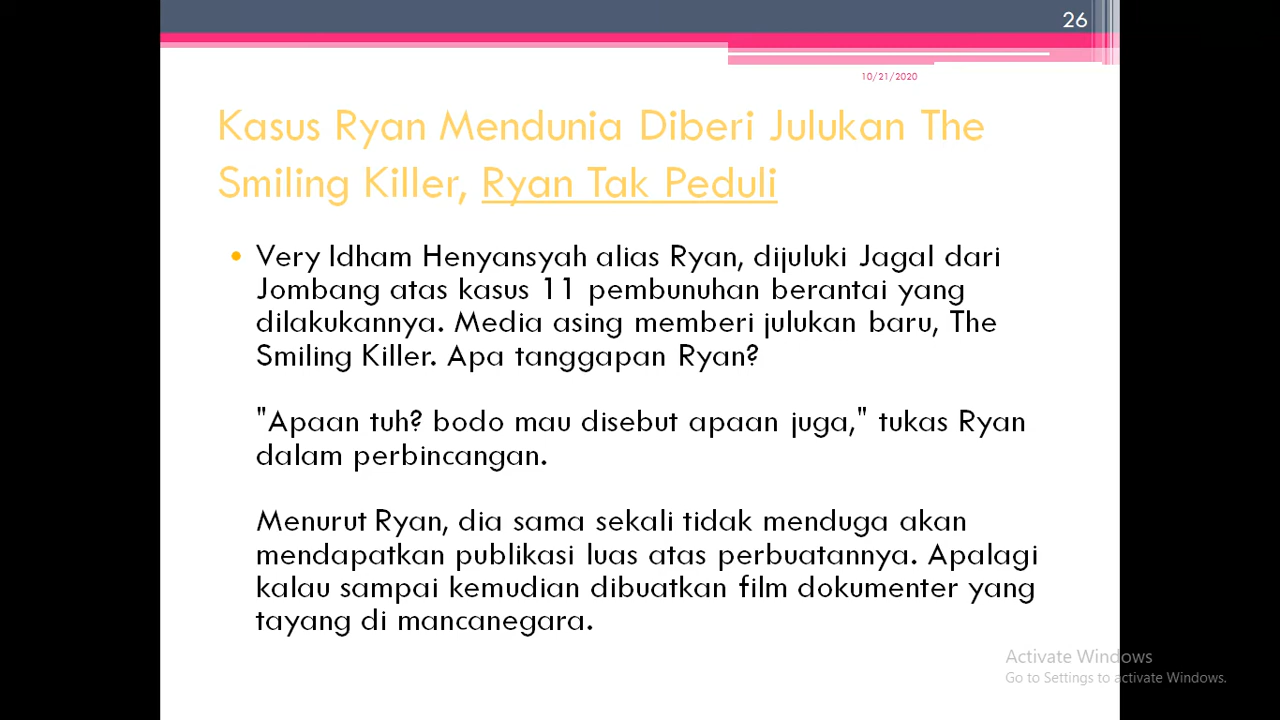 26
10/21/2020
Kasus Ryan Mendunia Diberi Julukan The
Smiling Killer, Ryan Tak Peduli
• Very Idham Henyansyah alias Ryan, dijuluki Jagal dari
Jombang atas kasus 11 pembunuhan berantai yang
dilakukannya. Media asing memberi julukan baru, The
Smiling Killer. Apa tanggapan Ryan?
"Apaan tuh? bodo mau disebut apaan juga," tukas Ryan
dalam perbincangan.
Menurut Ryan, dia sama sekali tidak menduga akan
mendapatkan publikasi luas atas perbuatannya. Apalagi
kalau sampai kemudian dibuatkan film dokumenter yang
tayang di mancanegara.
Activate Windows
Go to Settings to activate Windows.